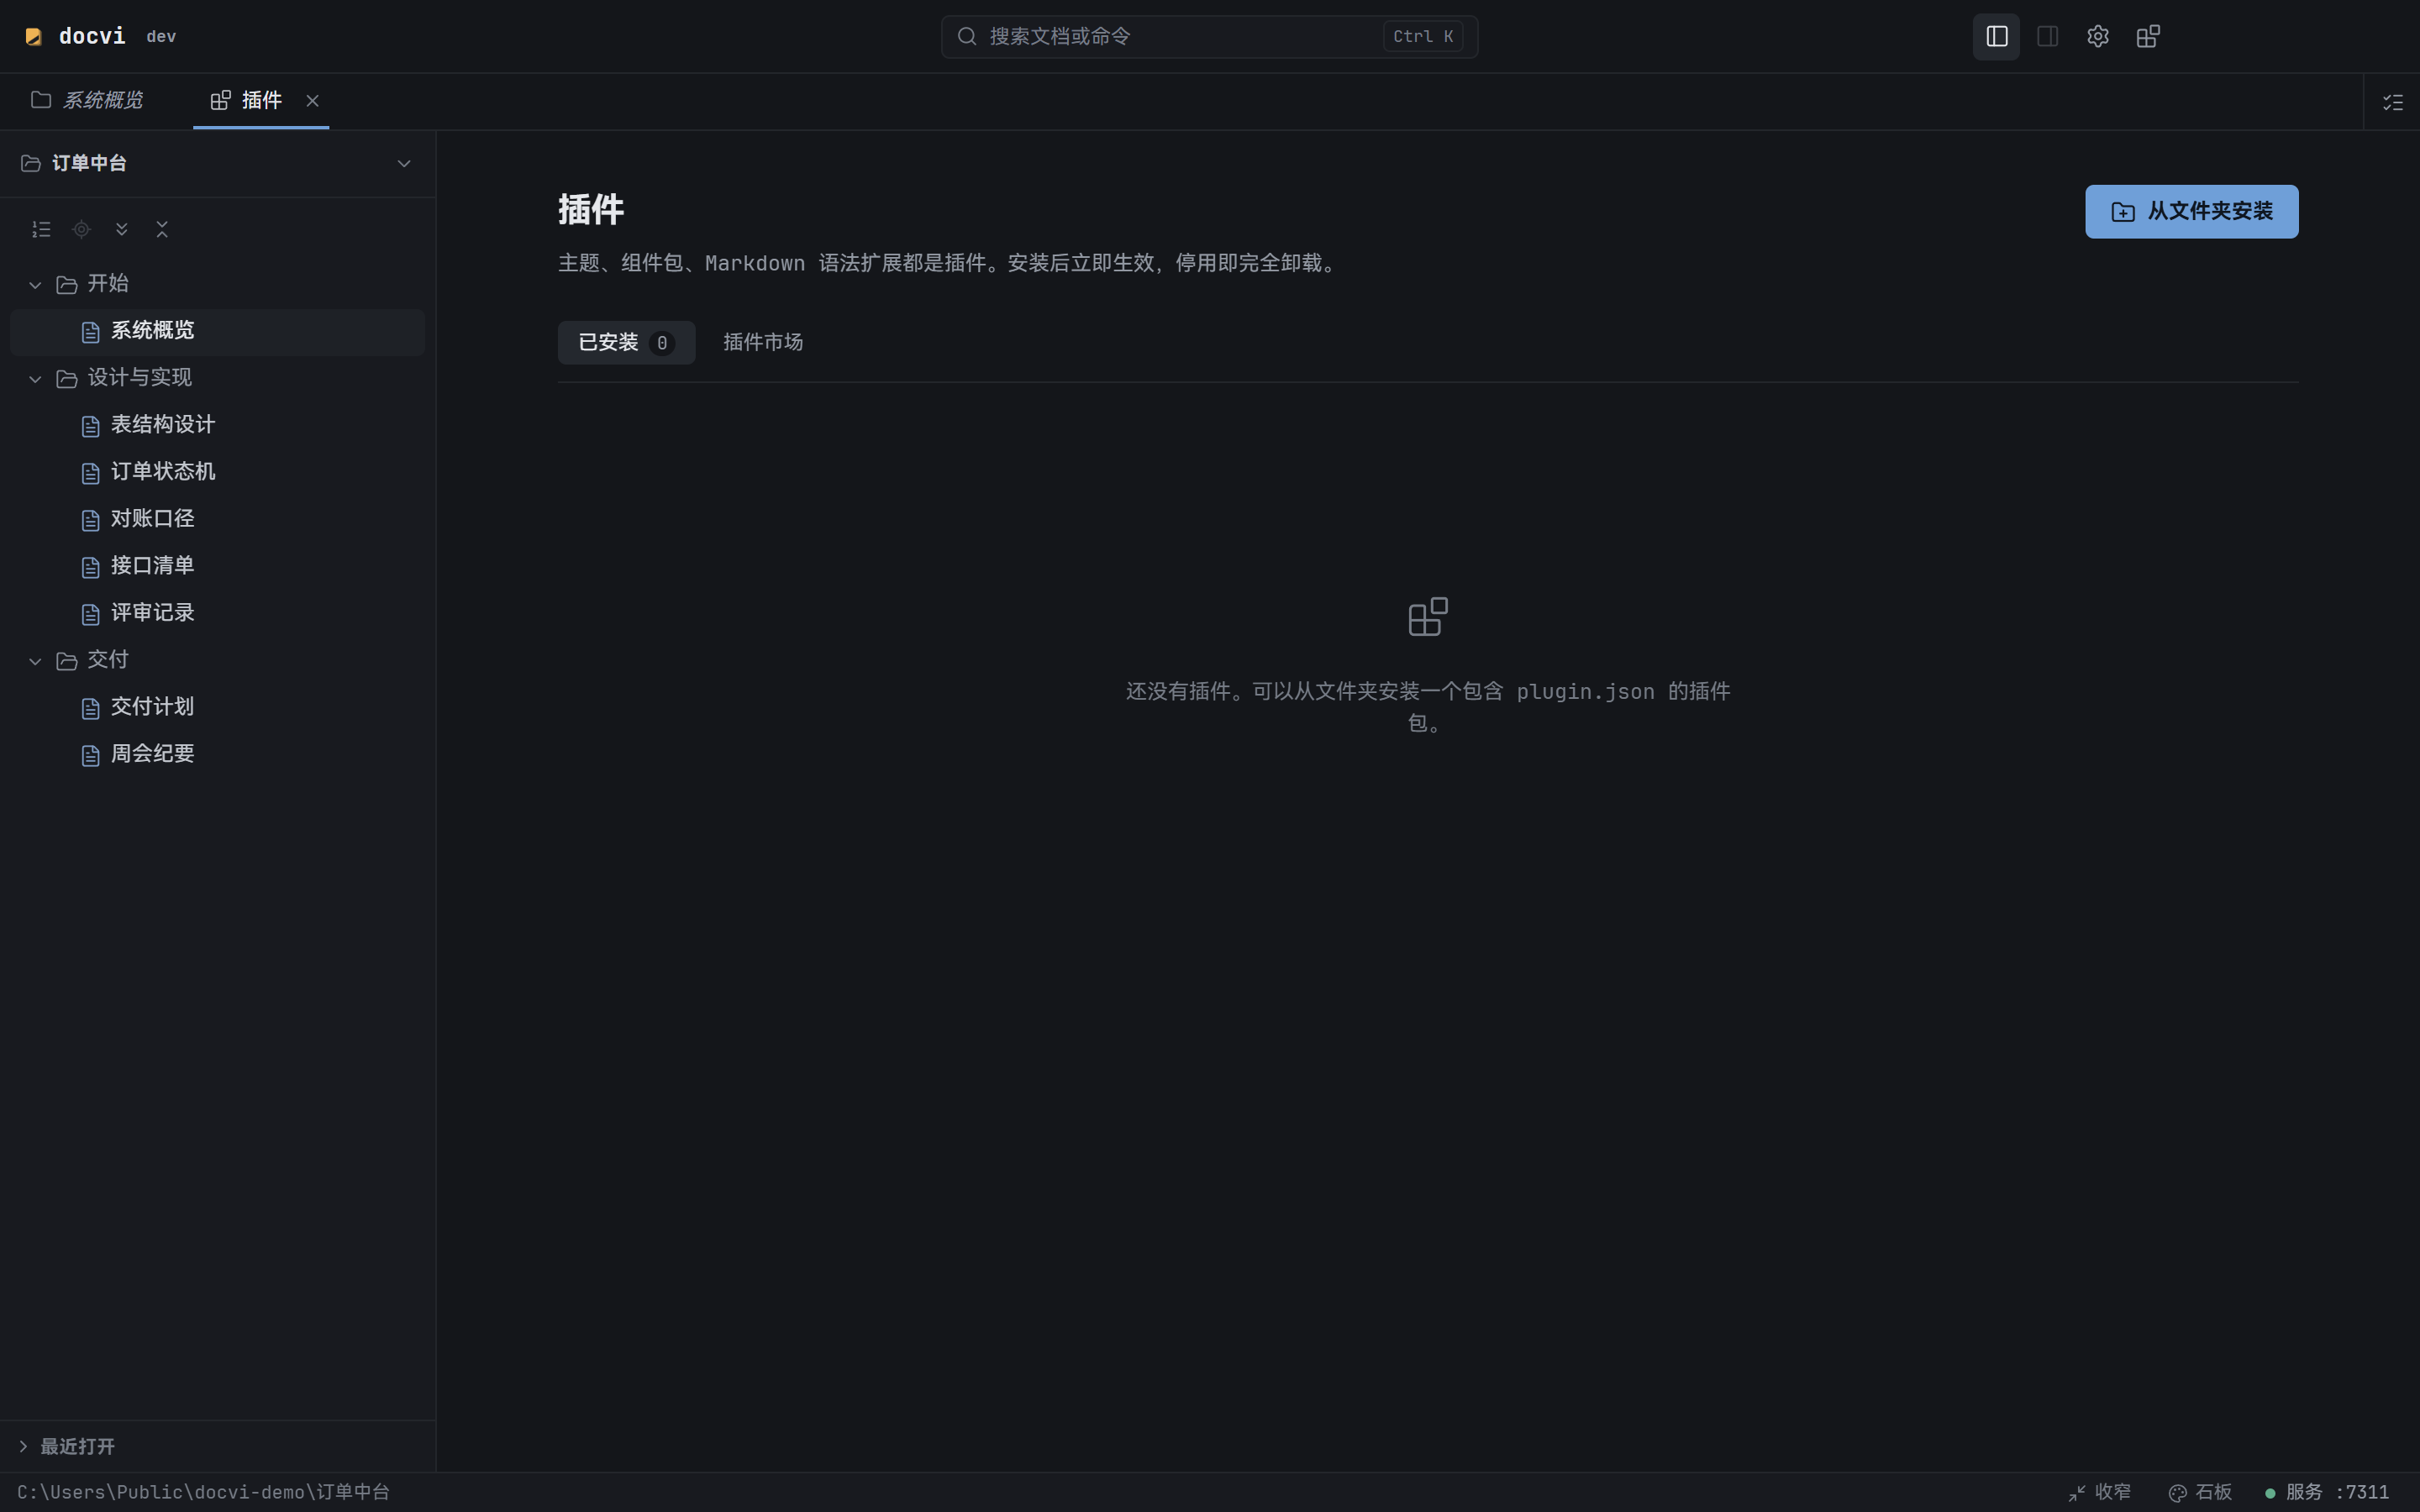 docvi dev
搜索文档或命令 Ctrl K
系统概览 插件
订单中台
开始
系统概览
设计与实现
表结构设计
订单状态机
对账口径
接口清单
评审记录
交付
交付计划
周会纪要
最近打开
插件
从文件夹安装
主题、组件包、Markdown 语法扩展都是插件。安装后立即生效，停用即完全卸载。
已安装 0 插件市场
还没有插件。可以从文件夹安装一个包含 plugin.json 的插件
包。
C:\Users\Public\docvi-demo\订单中台
收窄 石板 服务 :7311